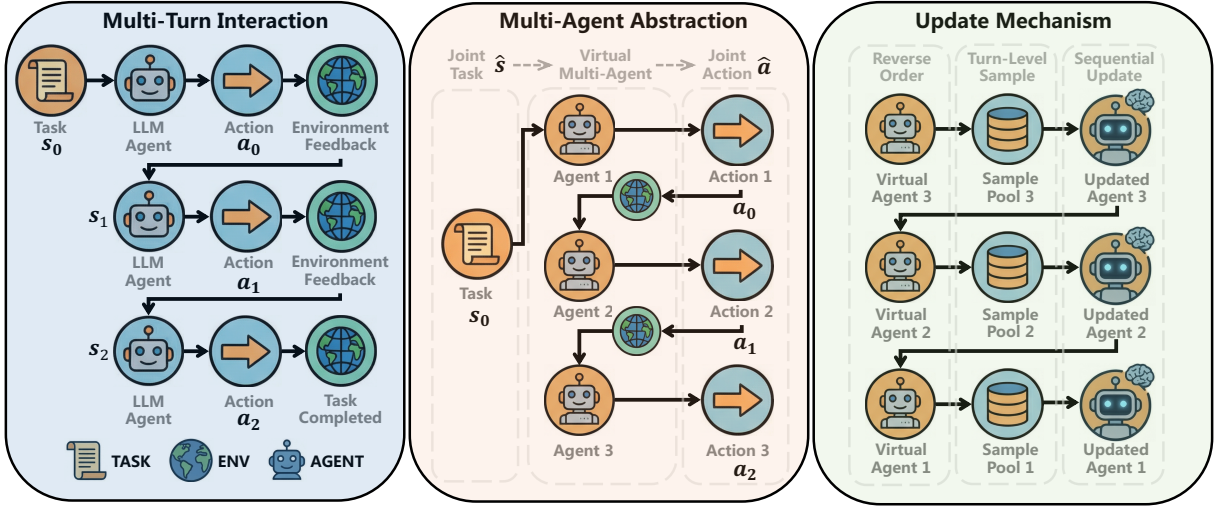 Multi-Turn Interaction
Task
s₀
LLM
Agent
Action
a₀
Environment
Feedback
s₁
LLM
Agent
Action
a₁
Environment
Feedback
s₂
LLM
Agent
Action
a₂
Task
Completed
TASK
ENV
AGENT
Multi-Agent Abstraction
Joint
Task
ŝ
Virtual
Multi-Agent
Joint
Action
â
Task
s₀
Agent 1
Action 1
a₀
Agent 2
Action 2
a₁
Agent 3
Action 3
a₂
Update Mechanism
Reverse
Order
Turn-Level
Sample
Sequential
Update
Virtual
Agent 3
Sample
Pool 3
Updated
Agent 3
Virtual
Agent 2
Sample
Pool 2
Updated
Agent 2
Virtual
Agent 1
Sample
Pool 1
Updated
Agent 1